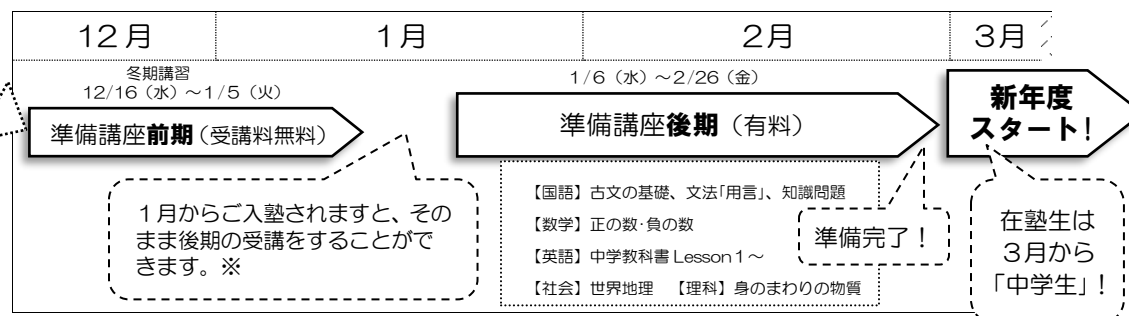 12月
1月
2月
3月
冬期講習
12/16（水）～1/5（火）
準備講座前期（受講料無料）
1/6（水）～2/26（金）
準備講座後期（有料）
新年度
スタート！
1月からご入塾されますと、その
まま後期の受講をすることがで
きます。※
【国語】古文の基礎、文法「用言」、知識問題
【数学】正の数・負の数
【英語】中学教科書 Lesson１～
【社会】世界地理　【理科】身のまわりの物質
準備完了！
在塾生は
３月から
「中学生」！